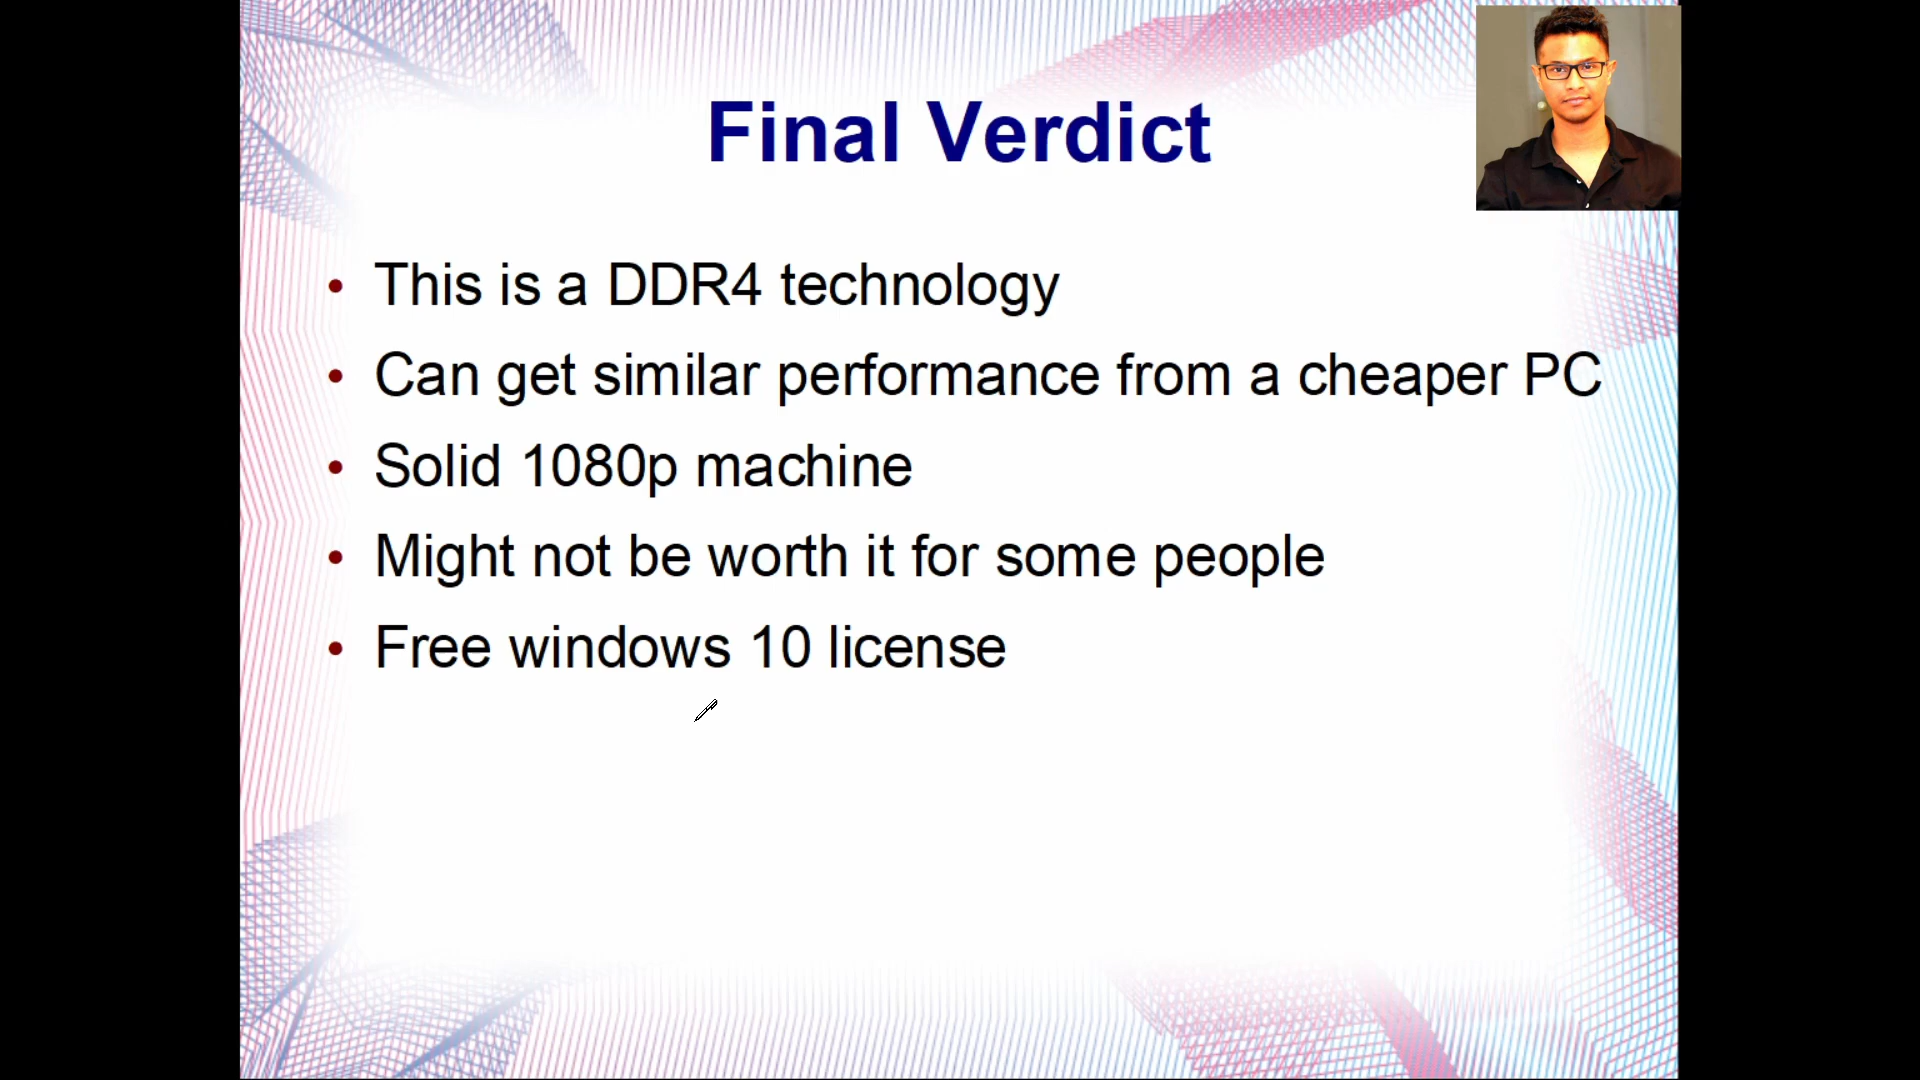 Final Verdict
• This is a DDR4 technology
• Can get similar performance from a cheaper PC
• Solid 1080p machine
• Might not be worth it for some people
• Free windows 10 license